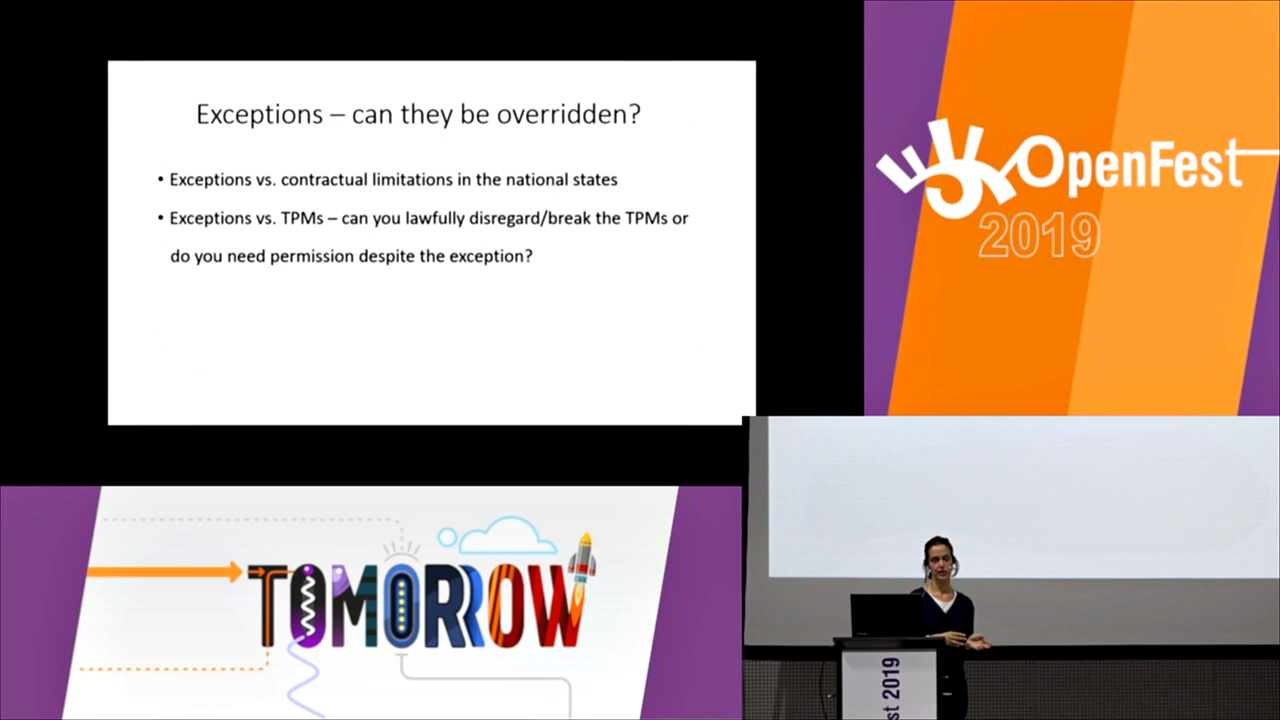 Exceptions – can they be overridden?
• Exceptions vs. contractual limitations in the national states
• Exceptions vs. TPMs – can you lawfully disregard/break the TPMs or
do you need permission despite the exception?
OpenFest
2019
TOMORROW
st 2019